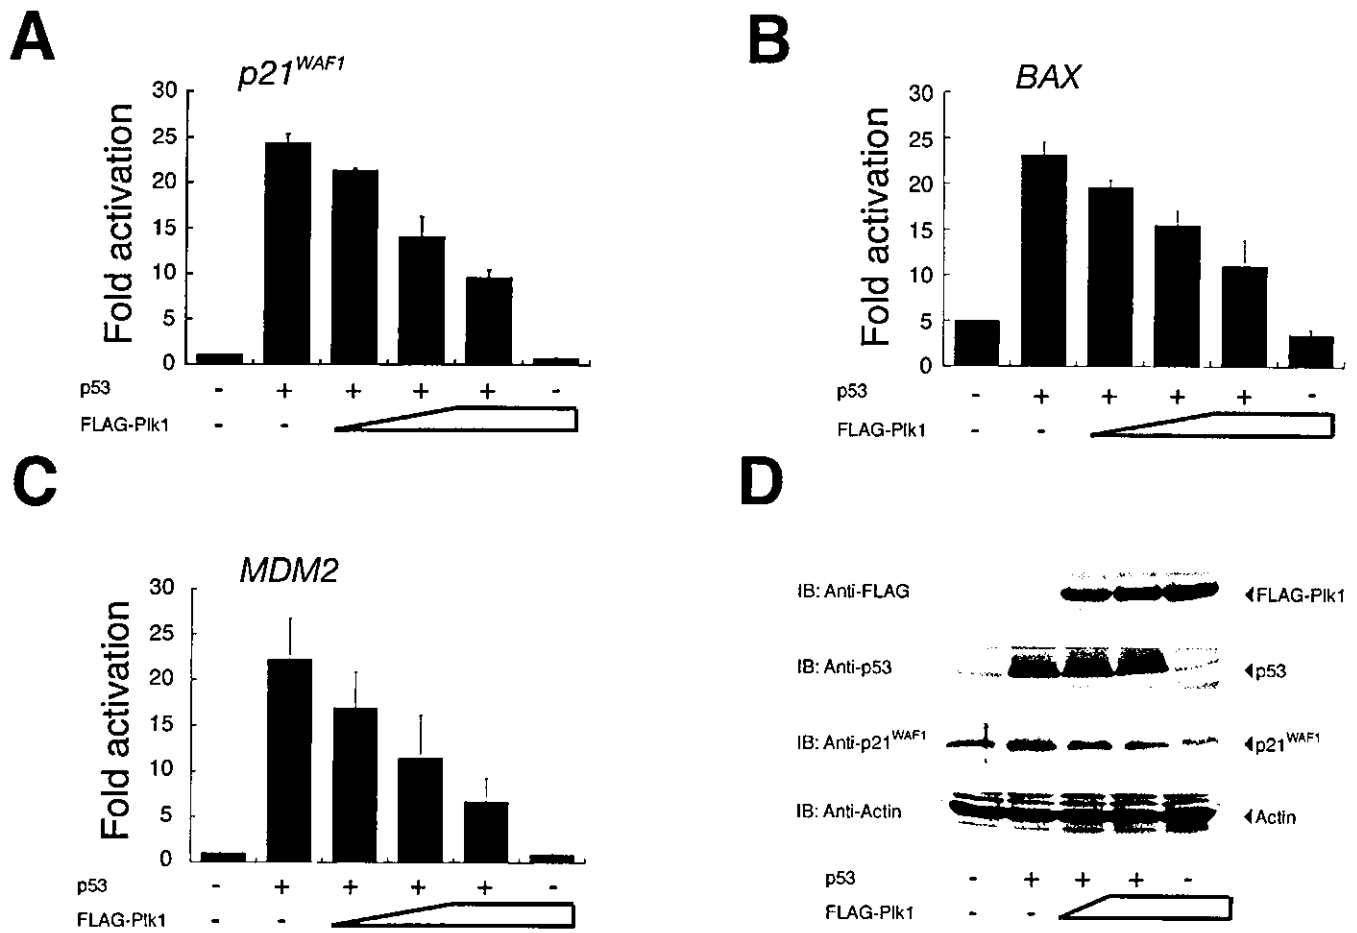 A
p21WAF1
Fold activation
30
25
20
15
10
5
0
p53 - + + + + -
FLAG-Plk1 - -
B
BAX
Fold activation
30
25
20
15
10
5
0
p53 - + + + + -
FLAG-Plk1 - -
C
MDM2
Fold activation
30
25
20
15
10
5
0
p53 - + + + + -
FLAG-Plk1 - -
D
IB: Anti-FLAG FLAG-Plk1
IB: Anti-p53 p53
IB: Anti-p21WAF1 p21WAF1
IB: Anti-Actin Actin
p53 - + + + -
FLAG-Plk1 - -